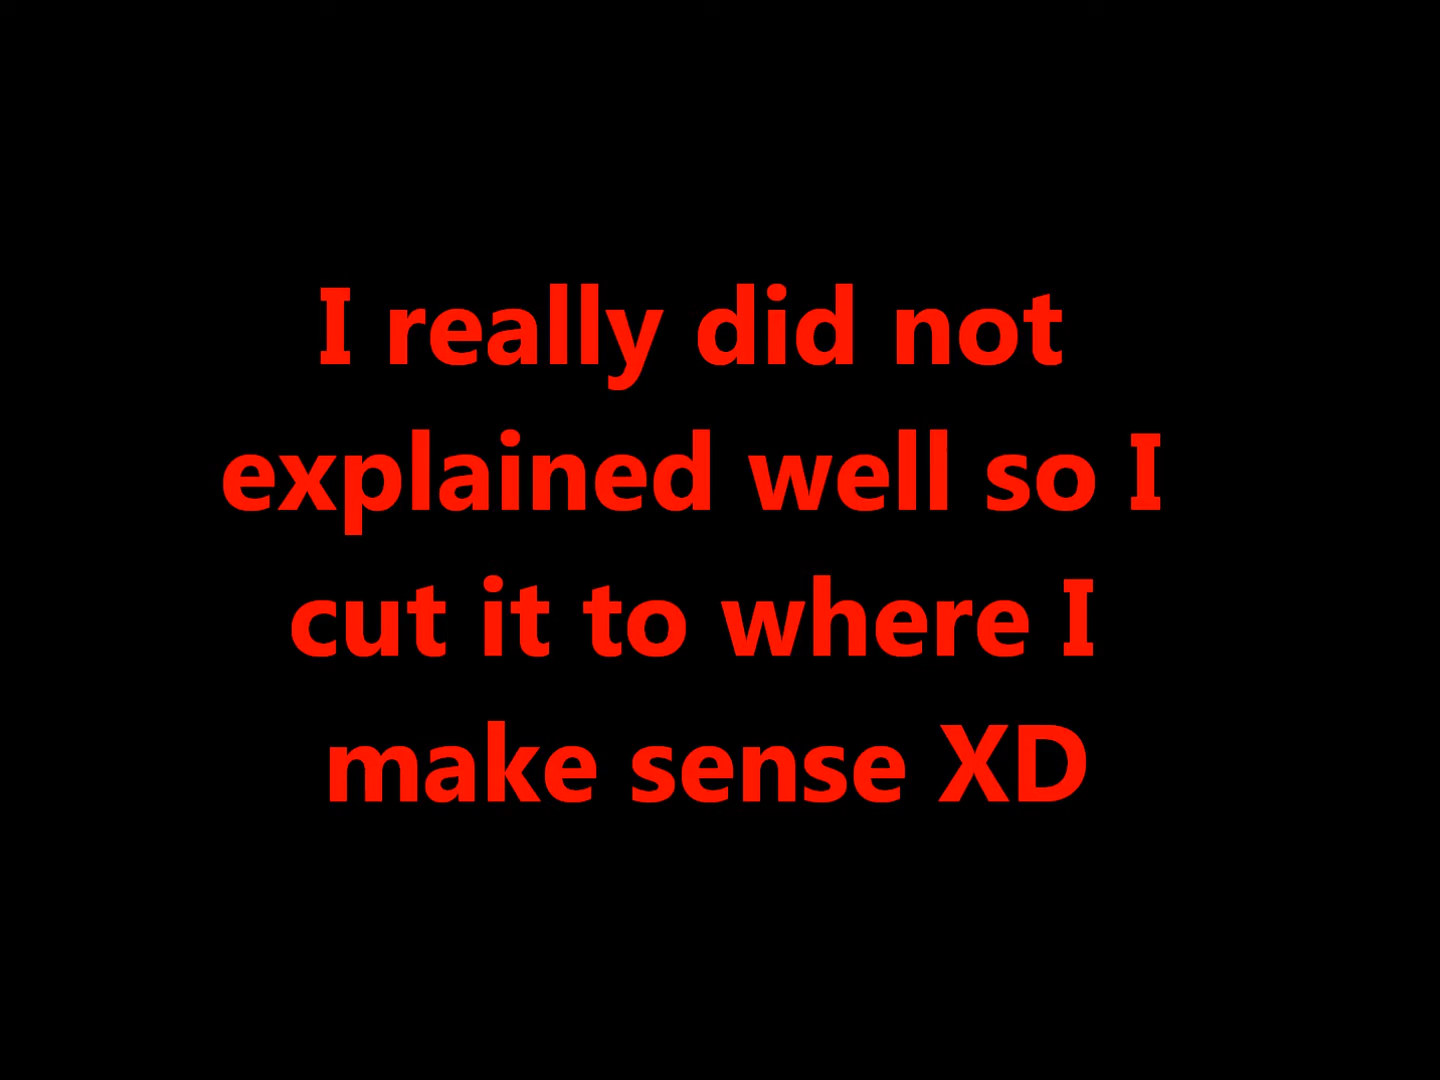 I really did not
explained well so I
cut it to where I
make sense XD